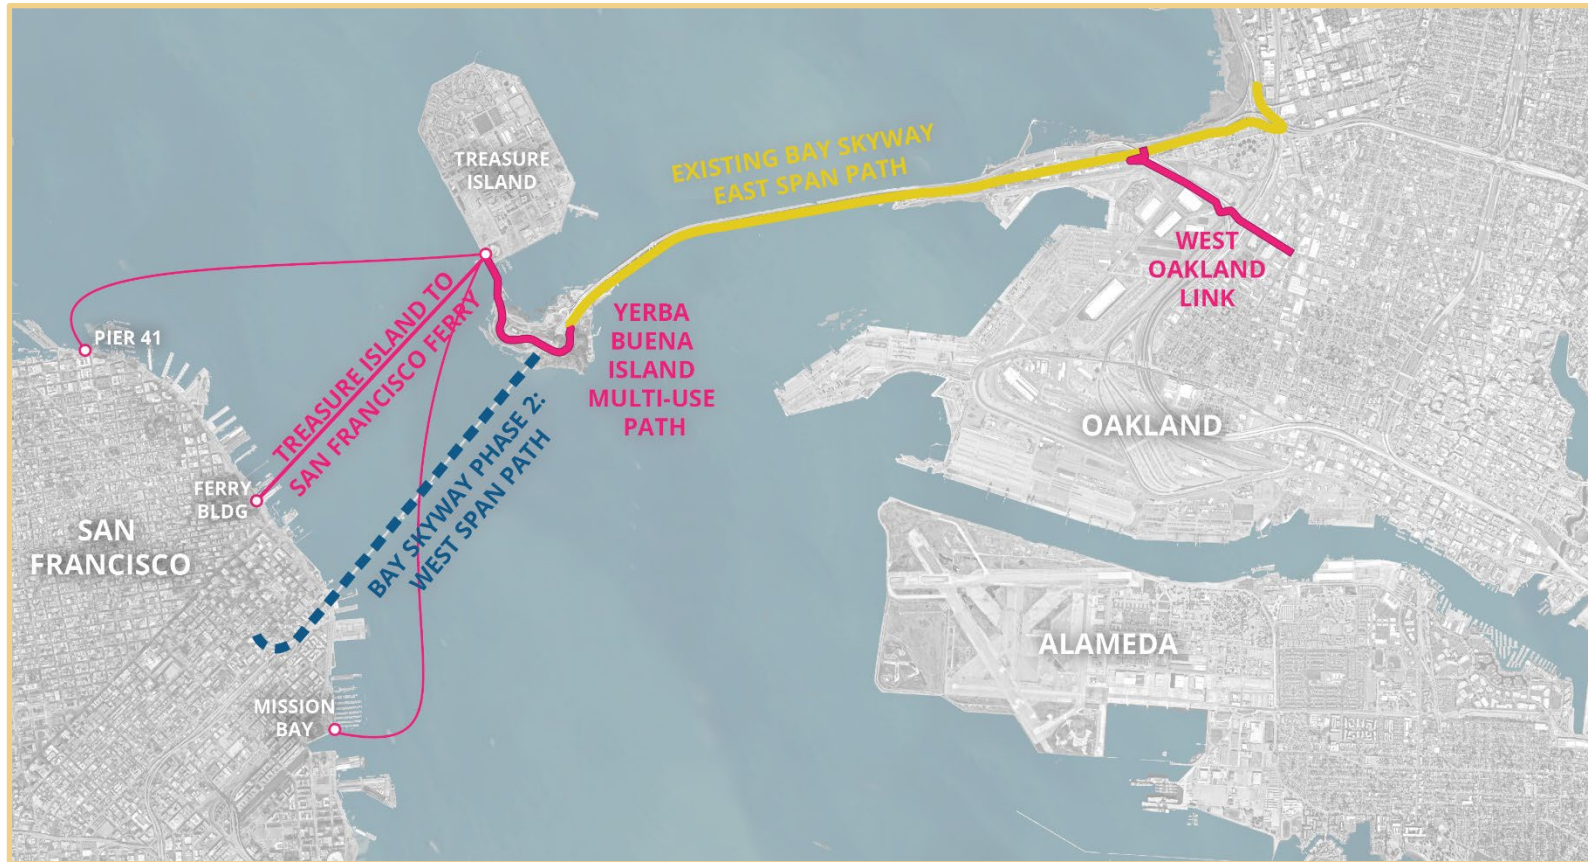 TREASURE
ISLAND
EXISTING BAY SKYWAY
EAST SPAN PATH
WEST
OAKLAND
LINK
PIER 41
TREASURE ISLAND TO
SAN FRANCISCO FERRY
YERBA
BUENA
ISLAND
MULTI-USE
PATH
BAY SKYWAY PHASE 2:
WEST SPAN PATH
OAKLAND
FERRY
BLDG
SAN
FRANCISCO
ALAMEDA
MISSION
BAY